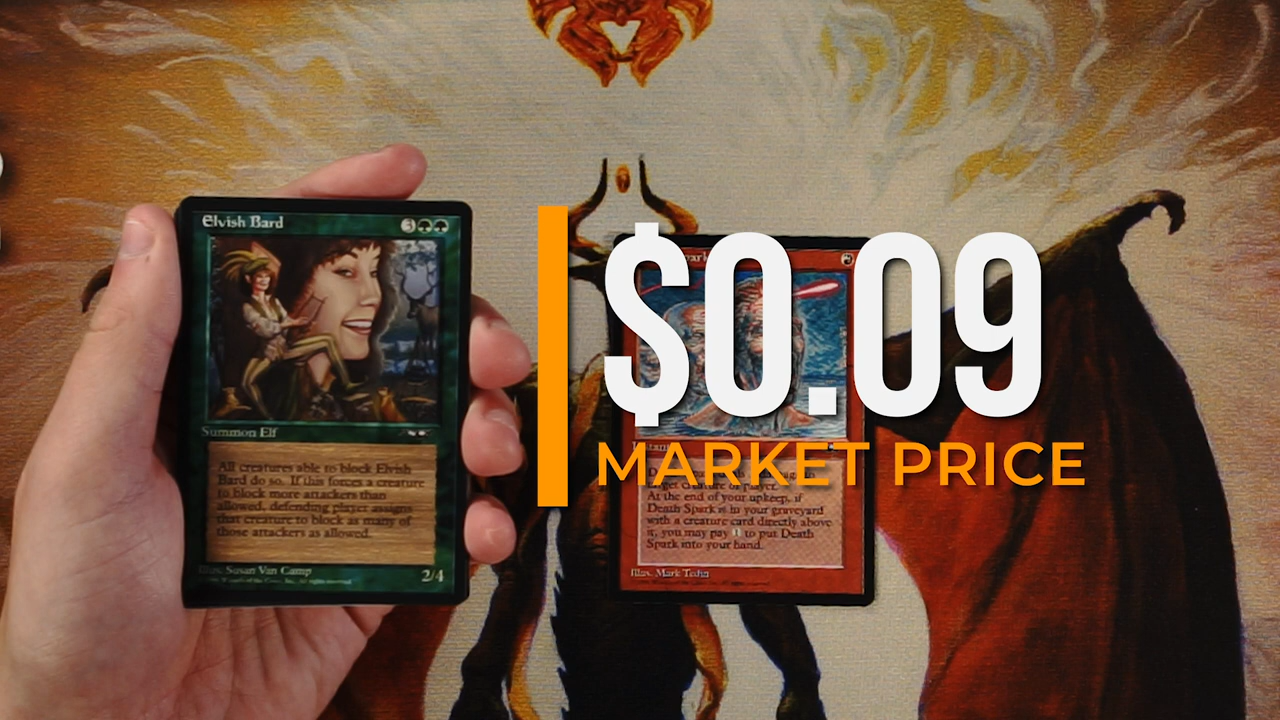 Elvish Bard
3
Summon Elf
All creatures able to block Elvish
Bard do so. If this forces a creature
to block more attackers than
allowed, defending player assigns
that creature to block as many of
those attackers as allowed.
Illus. Susan Van Camp
2/4
$0.09
MARKET PRICE
target creature or player.
At the end of your upkeep, if
Death Spark is in your graveyard
with a creature card directly above
it, you may pay 1 to put Death
Spark into your hand.
Illus. Mark Tedin